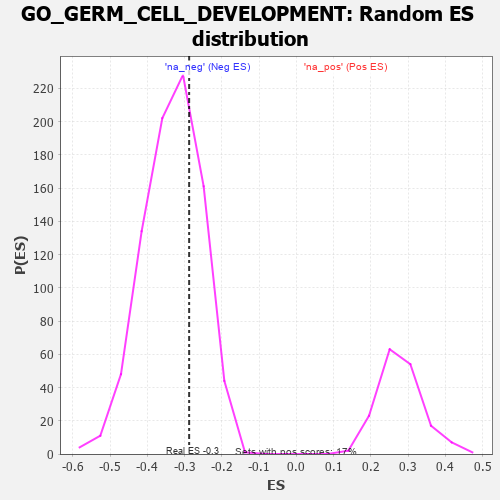 GO_GERM_CELL_DEVELOPMENT: Random ES
distribution
'na_neg' (Neg ES)
'na_pos' (Pos ES)
220
200
180
160
140
120
100
80
60
40
20
0
P(ES)
Real ES -0.3
Sets with pos scores: 17%
-0.6 -0.5 -0.4 -0.3 -0.2 -0.1 0.0 0.1 0.2 0.3 0.4 0.5
ES